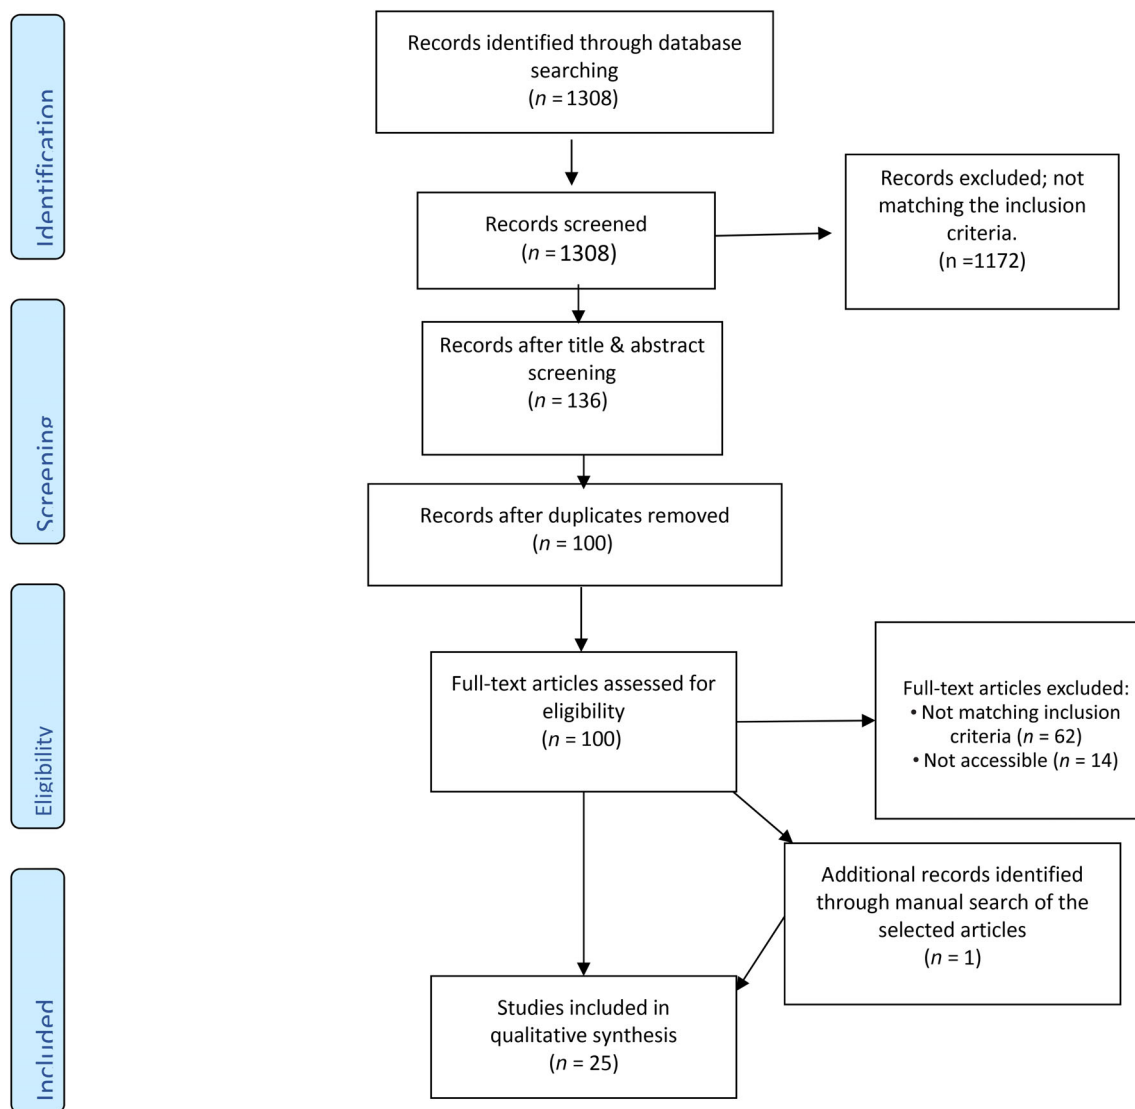 Identification
Records identified through database
searching
(n = 1308)
Records screened
(n = 1308)
Records excluded; not
matching the inclusion
criteria.
(n =1172)
Screening
Records after title & abstract
screening
(n = 136)
Records after duplicates removed
(n = 100)
Eligibility
Full-text articles assessed for
eligibility
(n = 100)
Full-text articles excluded:
• Not matching inclusion
criteria (n = 62)
• Not accessible (n = 14)
Additional records identified
through manual search of the
selected articles
(n = 1)
Included
Studies included in
qualitative synthesis
(n = 25)